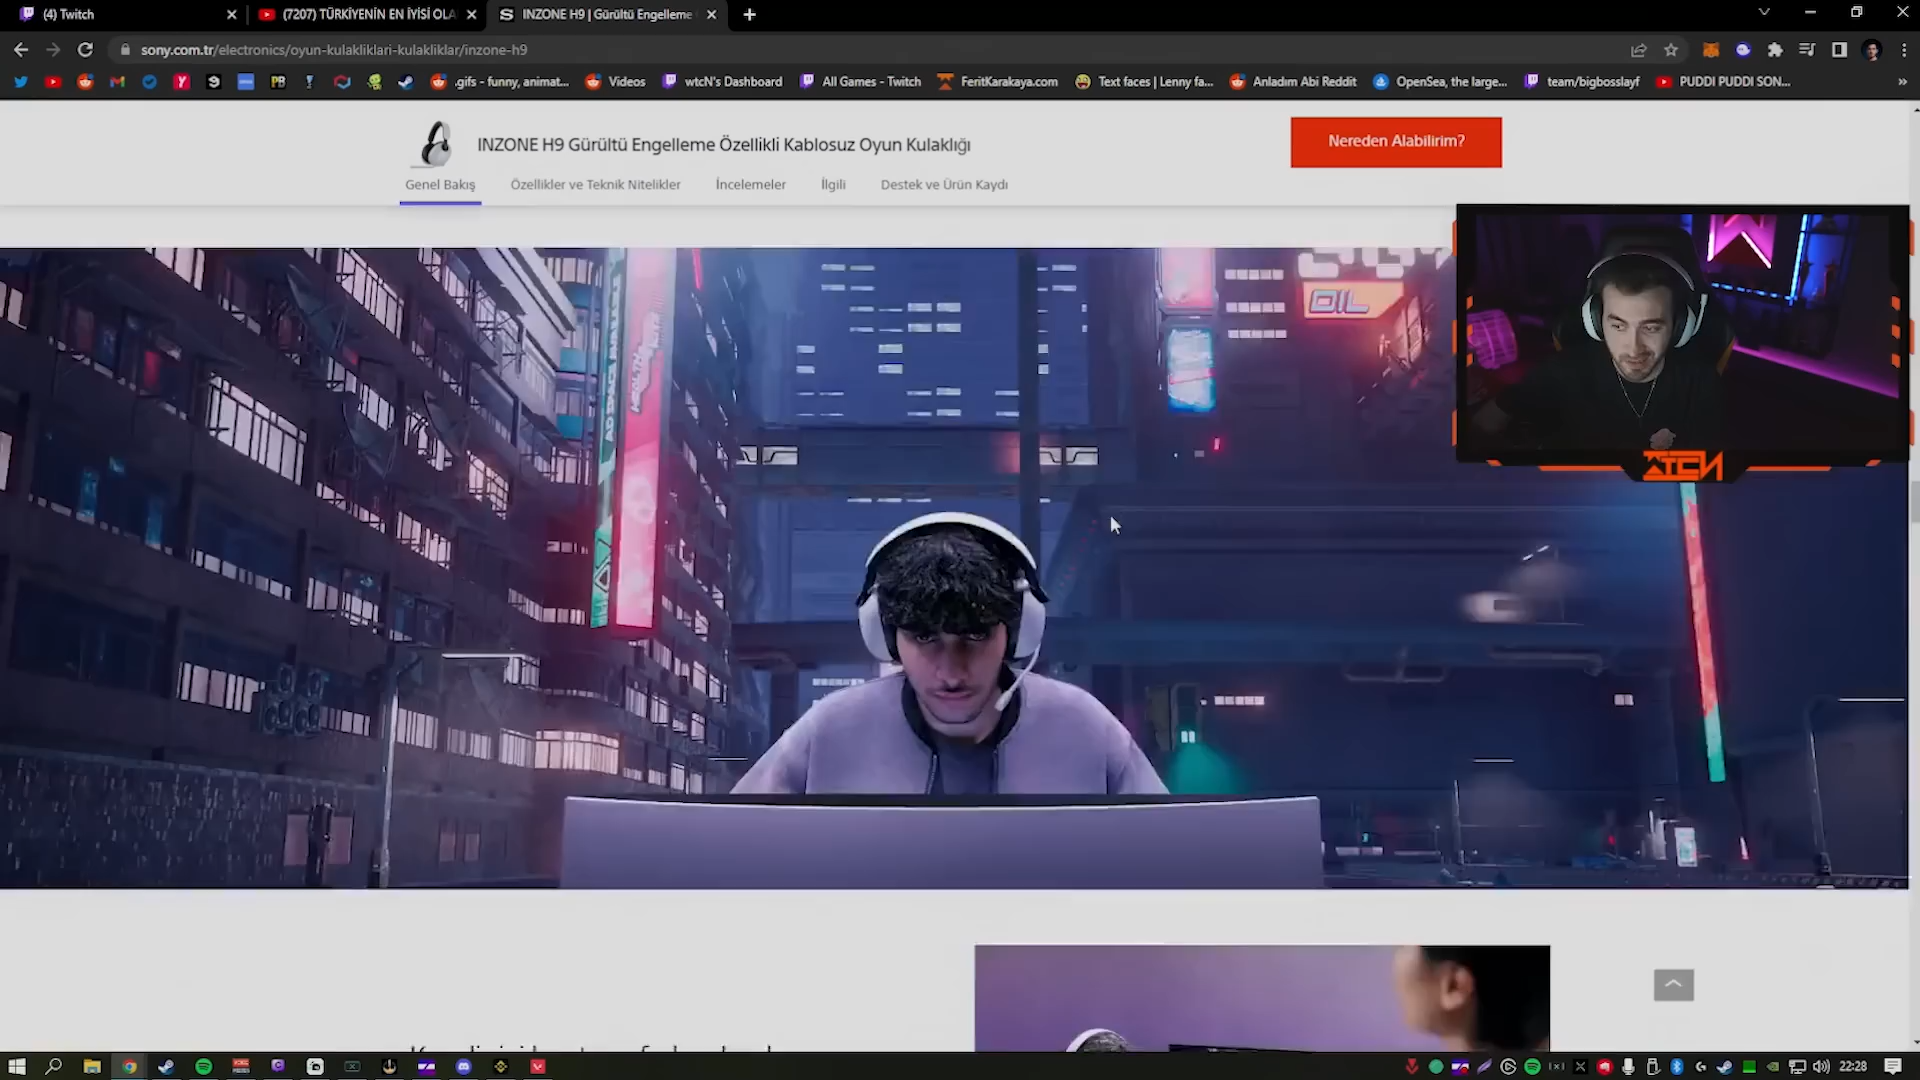 (4) Twitch
(7207) TÜRKİYENİN EN İYİSİ OLA
INZONE H9 | Gürültü Engelleme
sony.com.tr/electronics/oyun-kulakliklari-kulakliklar/inzone-h9
.gifs - funny, animat...
Videos
wtcN's Dashboard
All Games - Twitch
FeritKarakaya.com
Text faces | Lenny fa...
Anladım Abi Reddit
OpenSea, the large...
team/bigbosslayf
PUDDI PUDDI SON...
INZONE H9 Gürültü Engelleme Özellikli Kablosuz Oyun Kulaklığı
Nereden Alabilirim?
Genel Bakış
Özellikler ve Teknik Nitelikler
İncelemeler
İlgili
Destek ve Ürün Kaydı
OIL
WTCN
22:28